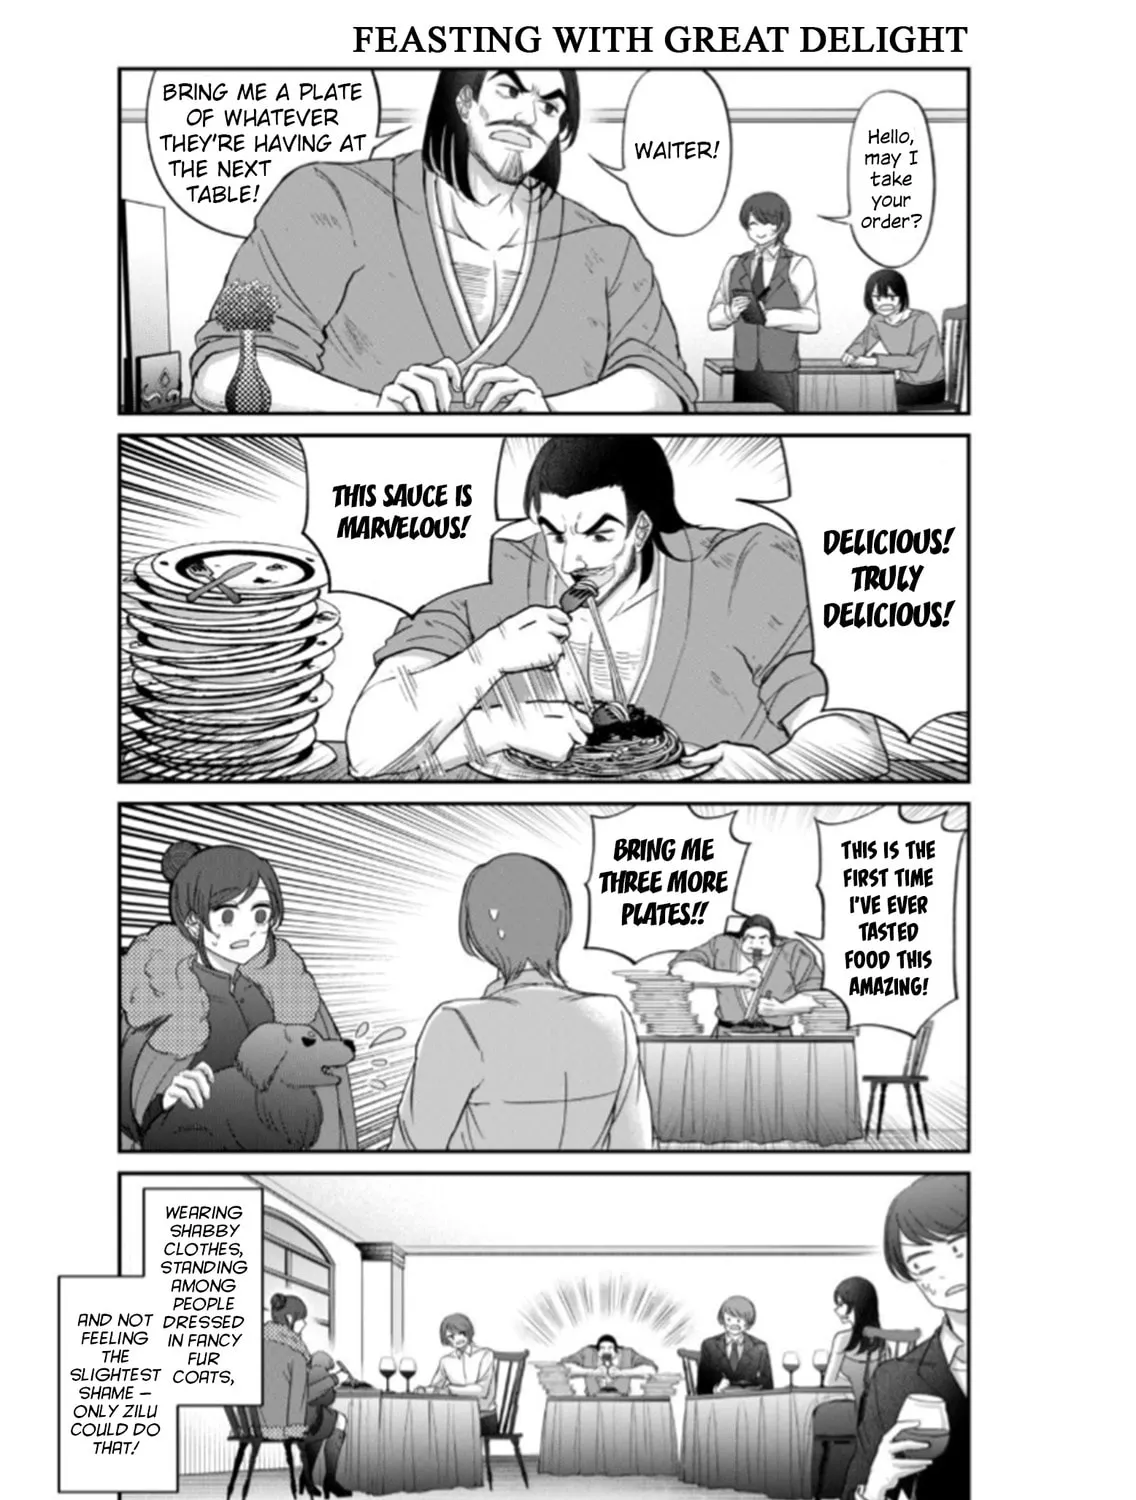 FEASTING WITH GREAT DELIGHT
Hello,
may I
take
your
order?
WAITER!
BRING ME A PLATE
OF WHATEVER
THEY'RE HAVING AT
THE NEXT
TABLE!
DELICIOUS!
TRULY
DELICIOUS!
THIS SAUCE IS
MARVELOUS!
THIS IS THE
FIRST TIME
I'VE EVER
TASTED
FOOD THIS
AMAZING!
BRING ME
THREE MORE
PLATES!!
WEARING
SHABBY
CLOTHES,
STANDING
AMONG
PEOPLE
DRESSED
IN FANCY
FUR
COATS,
AND NOT
FEELING
THE
SLIGHTEST
SHAME –
ONLY ZILU
COULD DO
THAT!